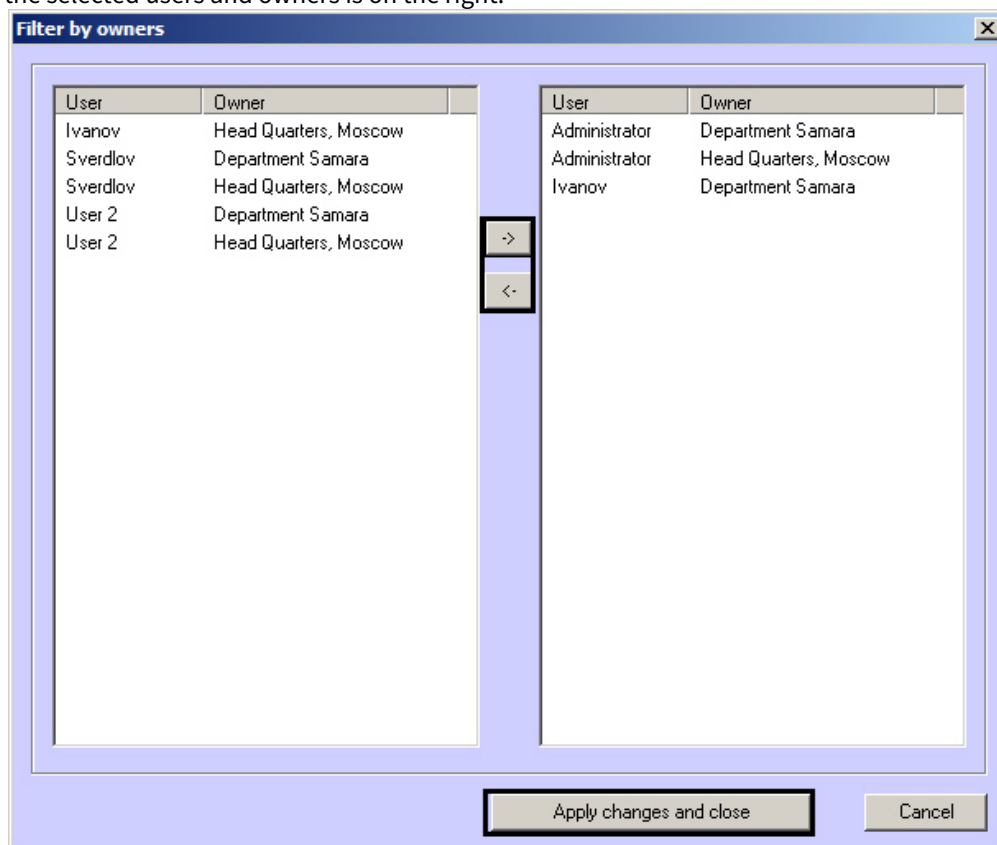 the selected users and owners is on the right.
Filter by owners
User Owner
Ivanov Head Quarters, Moscow
Sverdlov Department Samara
Sverdlov Head Quarters, Moscow
User 2 Department Samara
User 2 Head Quarters, Moscow
->
<-
User Owner
Administrator Department Samara
Administrator Head Quarters, Moscow
Ivanov Department Samara
Apply changes and close Cancel